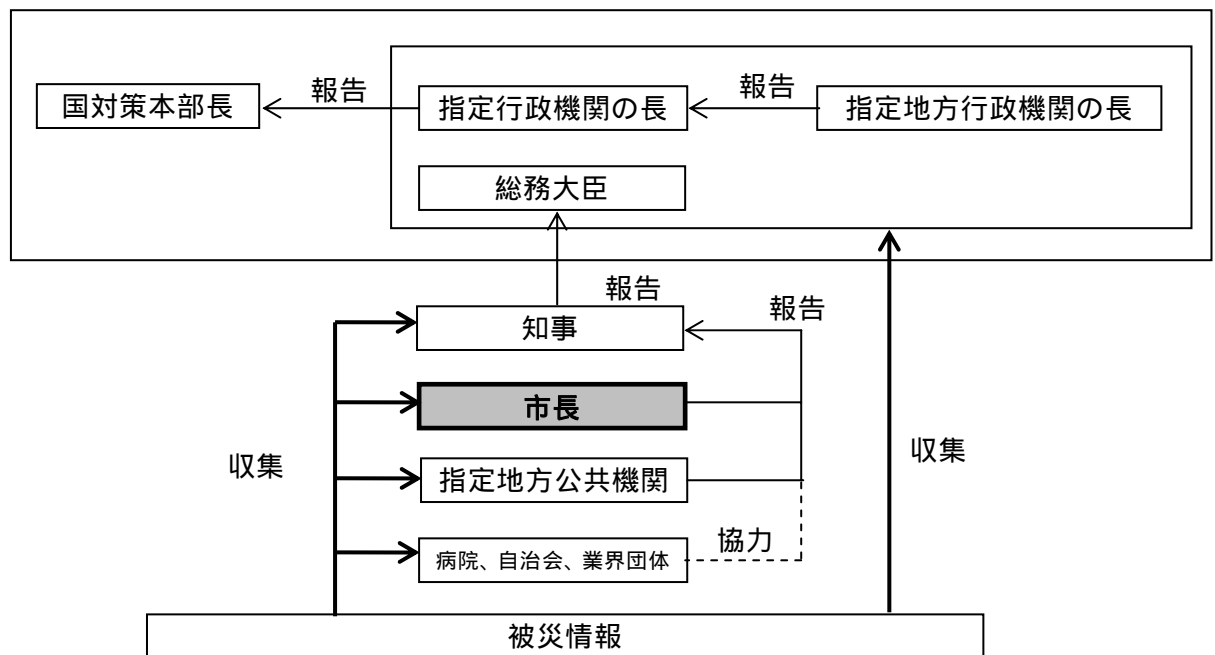 国対策本部長
報告
指定行政機関の長
報告
指定地方行政機関の長
総務大臣
報告
知事
報告
市長
収集
指定地方公共機関
収集
病院、自治会、業界団体
協力
被災情報